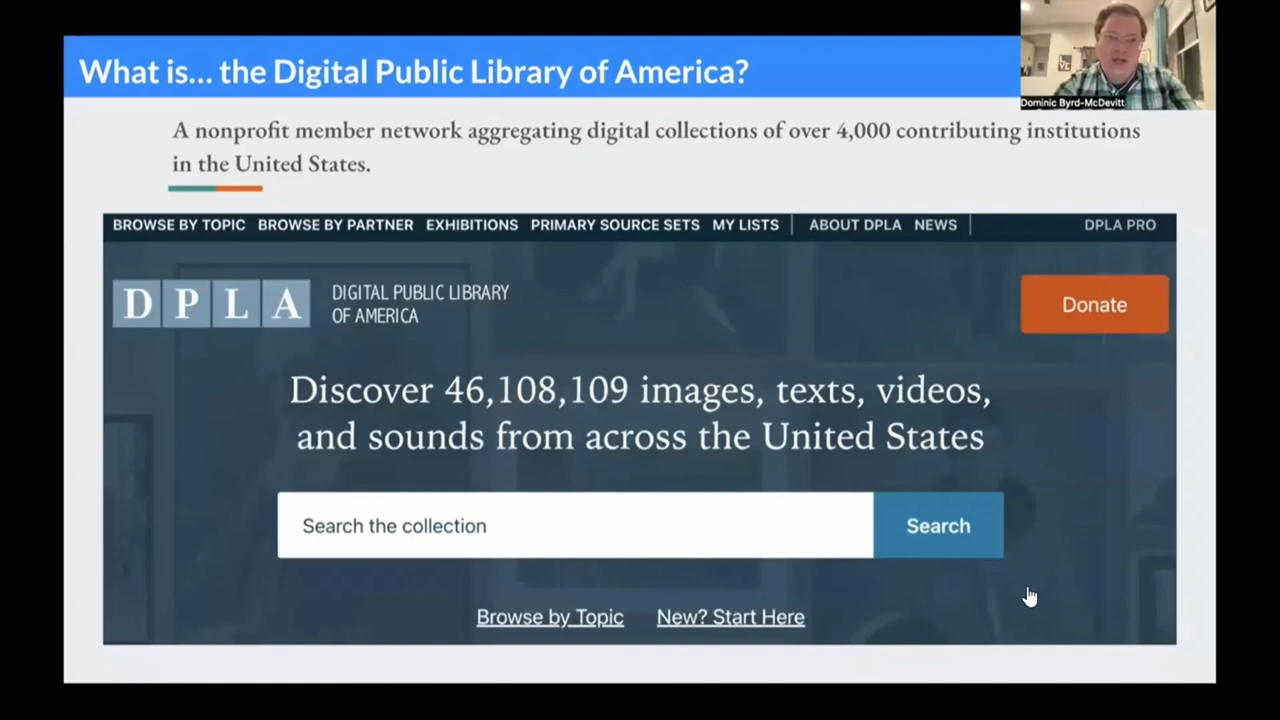 What is... the Digital Public Library of America?
Dominic Byrd-McDevitt
A nonprofit member network aggregating digital collections of over 4,000 contributing institutions
in the United States.
BROWSE BY TOPIC BROWSE BY PARTNER EXHIBITIONS PRIMARY SOURCE SETS MY LISTS ABOUT DPLA NEWS DPLA PRO
DPLA
DIGITAL PUBLIC LIBRARY
OF AMERICA
Donate
Discover 46,108,109 images, texts, videos,
and sounds from across the United States
Search the collection
Search
Browse by Topic New? Start Here